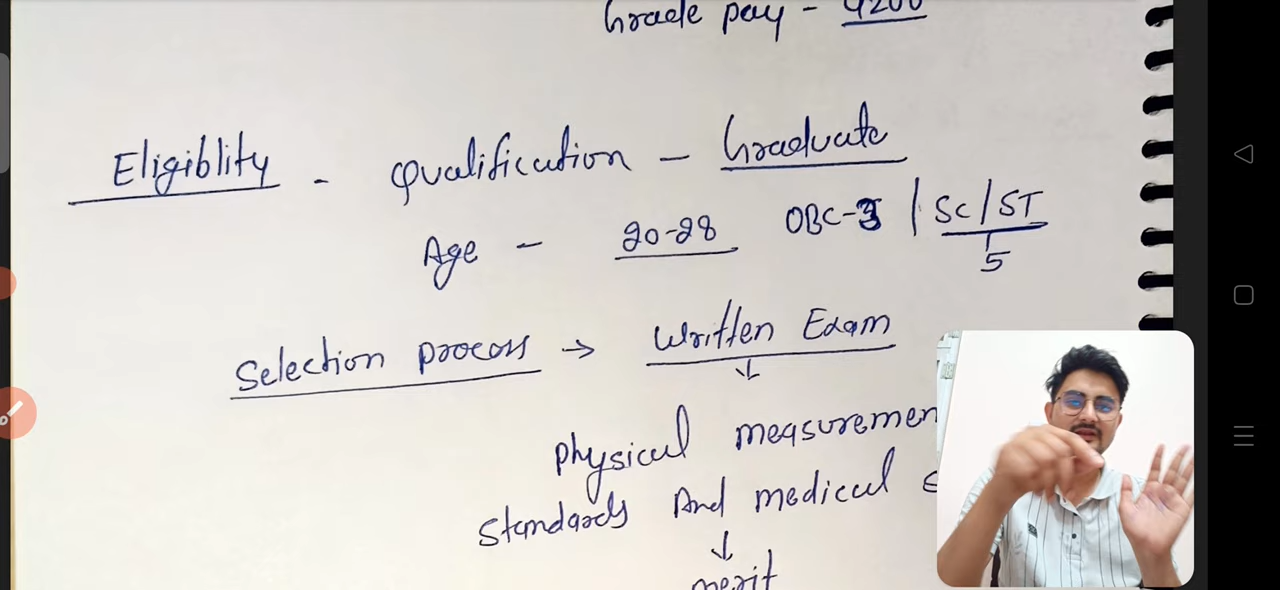 Grade pay - 4200
Eligiblity - Qualification - Graduate
Age - 20-28 OBC-3 | SC/ST
5
Selection process → Written Exam
↓
Physical measuremen
Standards And medical S
↓
merit